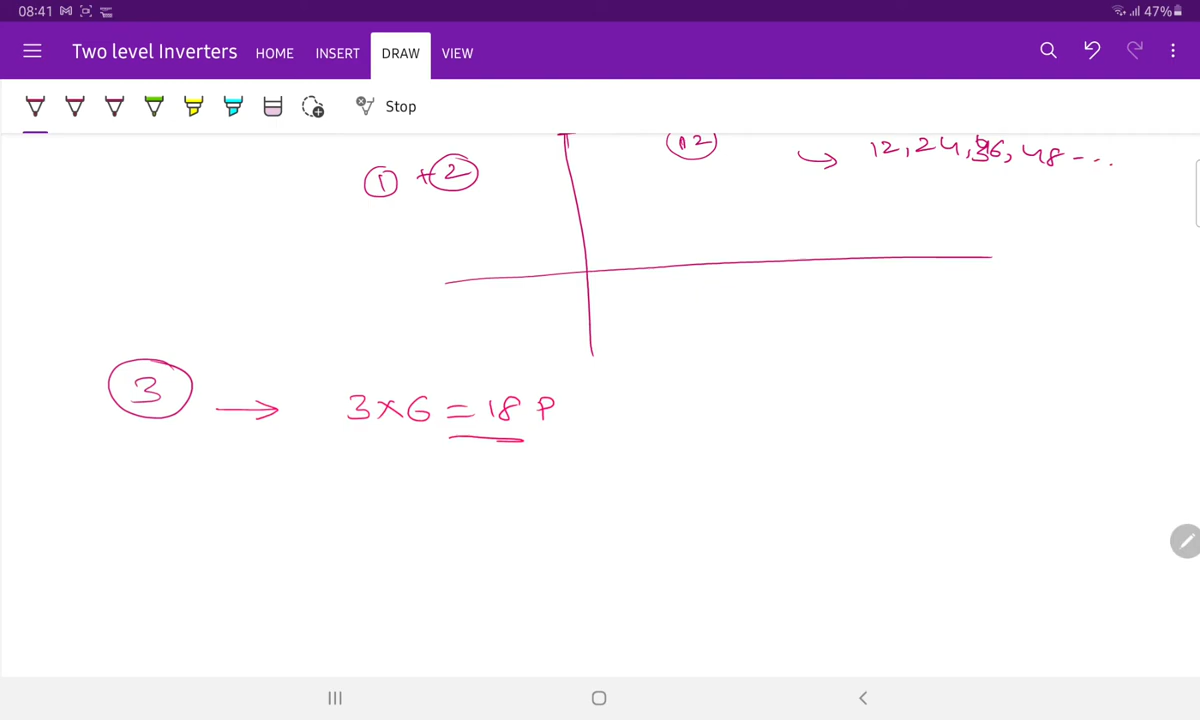 08:41 47%
Two level Inverters HOME INSERT DRAW VIEW
Stop
12
12, 24, 36, 48 - - -
1 + 2
3 → 3 × 6 = 18 P